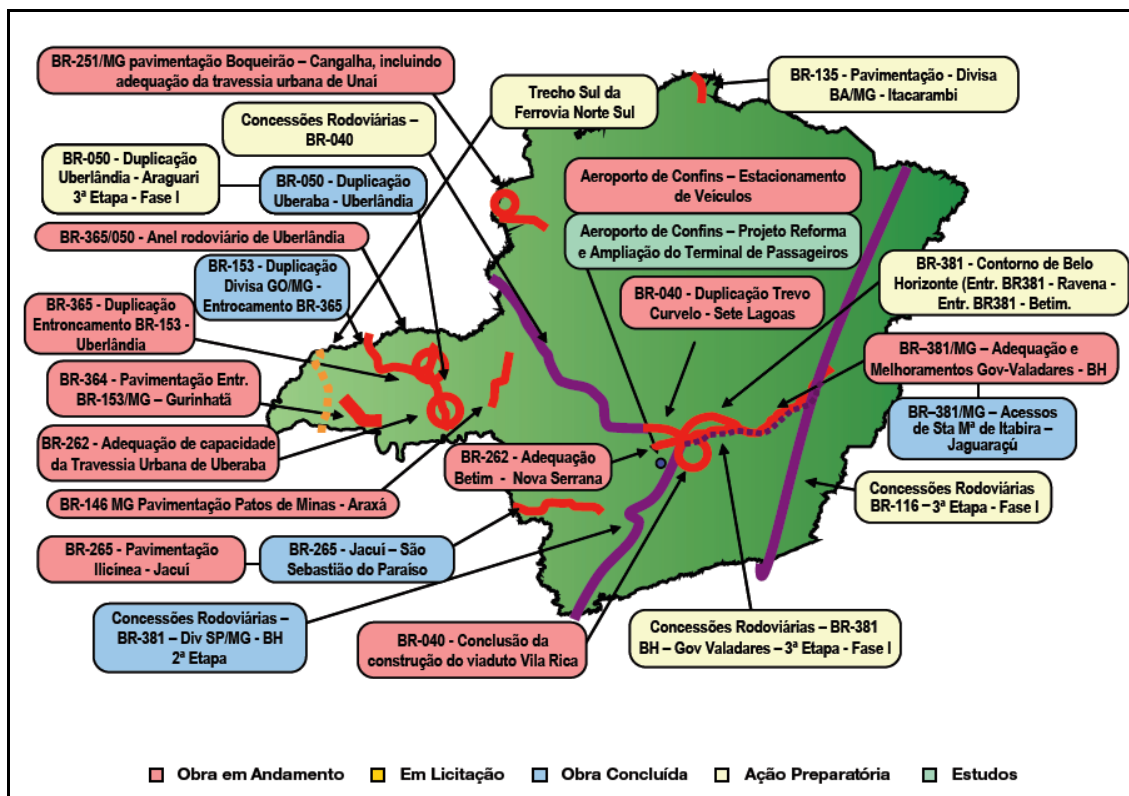 BR-251/MG pavimentação Boqueirão – Cangalha, incluindo
adequação da travessia urbana de Unaí
Trecho Sul da
Ferrovia Norte Sul
BR-135 - Pavimentação - Divisa
BA/MG - Itacarambi
Concessões Rodoviárias –
BR-040
BR-050 - Duplicação
Uberlândia - Araguari
3ª Etapa - Fase I
BR-050 - Duplicação
Uberaba - Uberlândia
Aeroporto de Confins – Estacionamento
de Veículos
Aeroporto de Confins – Projeto Reforma
e Ampliação do Terminal de Passageiros
BR-365/050 - Anel rodoviário de Uberlândia
BR-153 - Duplicação
Divisa GO/MG -
Entrocamento BR-365
BR-381 - Contorno de Belo
Horizonte (Entr. BR381 - Ravena -
Entr. BR381 - Betim.
BR-040 - Duplicação Trevo
Curvelo - Sete Lagoas
BR-365 - Duplicação
Entroncamento BR-153 -
Uberlândia
BR–381/MG – Adequação e
Melhoramentos Gov-Valadares - BH
BR-364 - Pavimentação Entr.
BR-153/MG – Gurinhatã
BR–381/MG – Acessos
de Sta Mª de Itabira –
Jaguaraçú
BR-262 - Adequação de capacidade
da Travessia Urbana de Uberaba
BR-262 - Adequação
Betim - Nova Serrana
BR-146 MG Pavimentação Patos de Minas - Araxá
Concessões Rodoviárias
BR-116 – 3ª Etapa - Fase I
BR-265 - Pavimentação
Ilicínea - Jacuí
BR-265 - Jacuí – São
Sebastião do Paraíso
Concessões Rodoviárias –
BR-381 – Div SP/MG - BH
2ª Etapa
BR-040 - Conclusão da
construção do viaduto Vila Rica
Concessões Rodoviárias – BR-381
BH – Gov Valadares – 3ª Etapa - Fase I
Obra em Andamento
Em Licitação
Obra Concluída
Ação Preparatória
Estudos